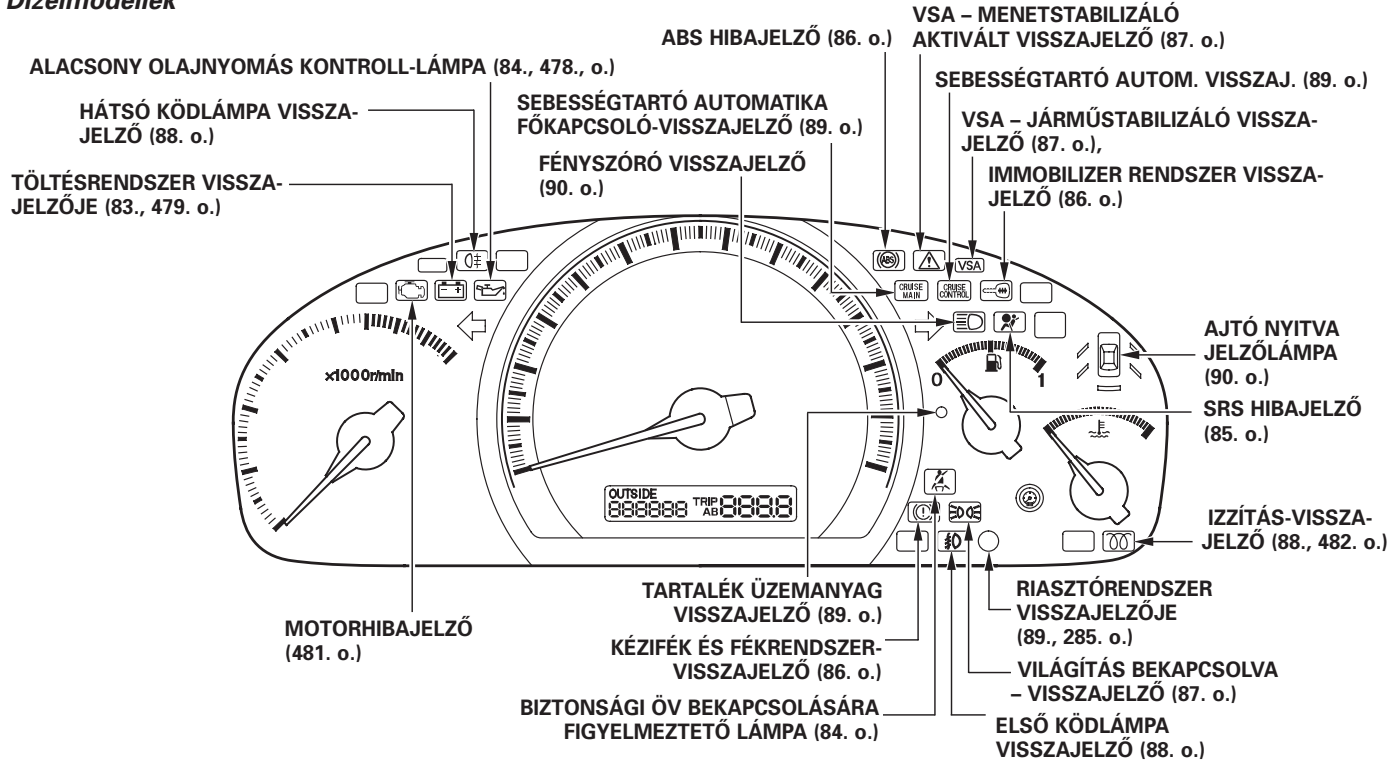 Dízelmodellek
VSA – MENETSTABILIZÁLÓ
AKTIVÁLT VISSZAJELZŐ (87. o.)
ABS HIBAJELZŐ (86. o.)
ALACSONY OLAJNYOMÁS KONTROLL-LÁMPA (84., 478., o.)
SEBESSÉGTARTÓ AUTOM. VISSZAJ. (89. o.)
HÁTSÓ KÖDLÁMPA VISSZA-
JELZŐ (88. o.)
SEBESSÉGTARTÓ AUTOMATIKA
FŐKAPCSOLÓ-VISSZAJELZŐ (89. o.)
VSA – JÁRMŰSTABILIZÁLÓ VISSZA-
JELZŐ (87. o.),
FÉNYSZÓRÓ VISSZAJELZŐ
(90. o.)
IMMOBILIZER RENDSZER VISSZA-
JELZŐ (86. o.)
TÖLTÉSRENDSZER VISSZA-
JELZŐJE (83., 479. o.)
ABS
VSA
CRUISE
MAIN
CRUISE
CONTROL
x1000r/min
0
1
AJTÓ NYITVA
JELZŐLÁMPA
(90. o.)
SRS HIBAJELZŐ
(85. o.)
OUTSIDE
888888 TRIP
AB 888.8
IZZÍTÁS-VISSZA-
JELZŐ (88., 482. o.)
TARTALÉK ÜZEMANYAG
VISSZAJELZŐ (89. o.)
RIASZTÓRENDSZER
VISSZAJELZŐJE
(89., 285. o.)
MOTORHIBAJELZŐ
(481. o.)
KÉZIFÉK ÉS FÉKRENDSZER-
VISSZAJELZŐ (86. o.)
VILÁGÍTÁS BEKAPCSOLVA
– VISSZAJELZŐ (87. o.)
BIZTONSÁGI ÖV BEKAPCSOLÁSÁRA
FIGYELMEZTETŐ LÁMPA (84. o.)
ELSŐ KÖDLÁMPA
VISSZAJELZŐ (88. o.)